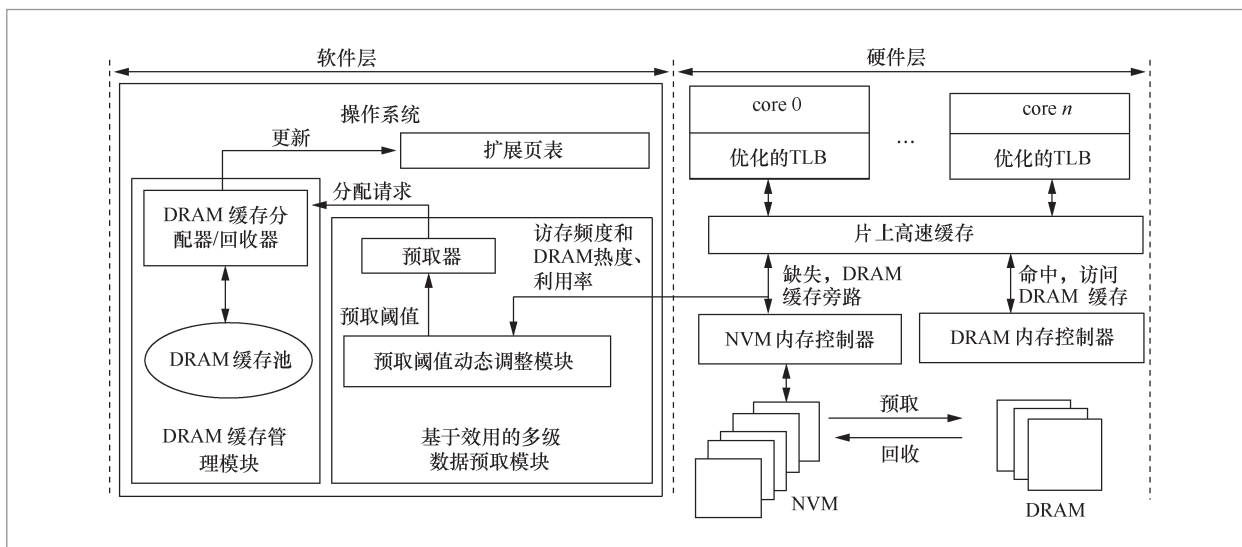 软件层
硬件层
操作系统
更新
扩展页表
分配请求
DRAM 缓存分
配器/回收器
DRAM 缓存池
DRAM 缓存管
理模块
预取器
预取阈值
访存频度和
DRAM热度、
利用率
预取阈值动态调整模块
基于效用的多级
数据预取模块
core 0
优化的TLB
...
core n
优化的TLB
片上高速缓存
缺失，DRAM
缓存旁路
命中，访问
DRAM 缓存
NVM 内存控制器
DRAM 内存控制器
预取
回收
NVM
DRAM